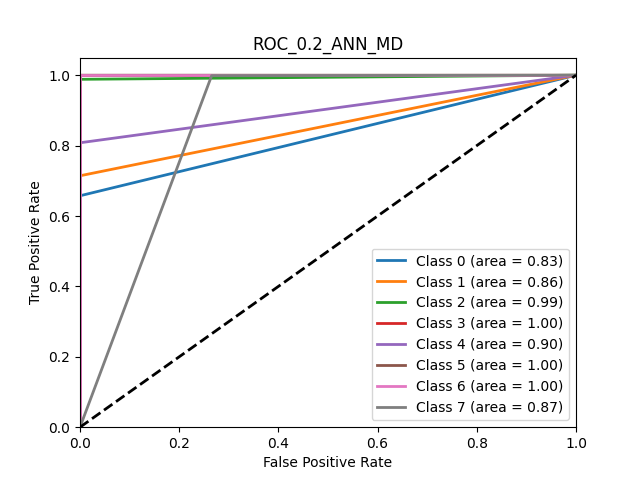 ROC_0.2_ANN_MD
True Positive Rate
1.0
0.8
0.6
0.4
0.2
0.0
Class 0 (area = 0.83)
Class 1 (area = 0.86)
Class 2 (area = 0.99)
Class 3 (area = 1.00)
Class 4 (area = 0.90)
Class 5 (area = 1.00)
Class 6 (area = 1.00)
Class 7 (area = 0.87)
0.0 0.2 0.4 0.6 0.8 1.0
False Positive Rate